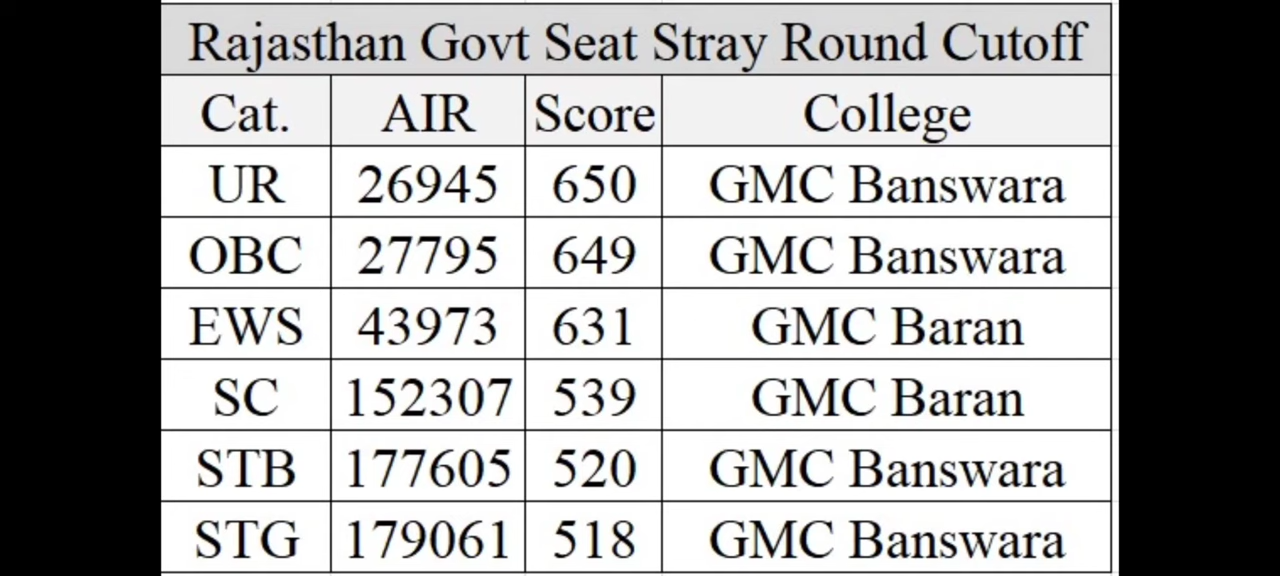 Rajasthan Govt Seat Stray Round Cutoff
Cat. AIR Score College
UR 26945 650 GMC Banswara
OBC 27795 649 GMC Banswara
EWS 43973 631 GMC Baran
SC 152307 539 GMC Baran
STB 177605 520 GMC Banswara
STG 179061 518 GMC Banswara